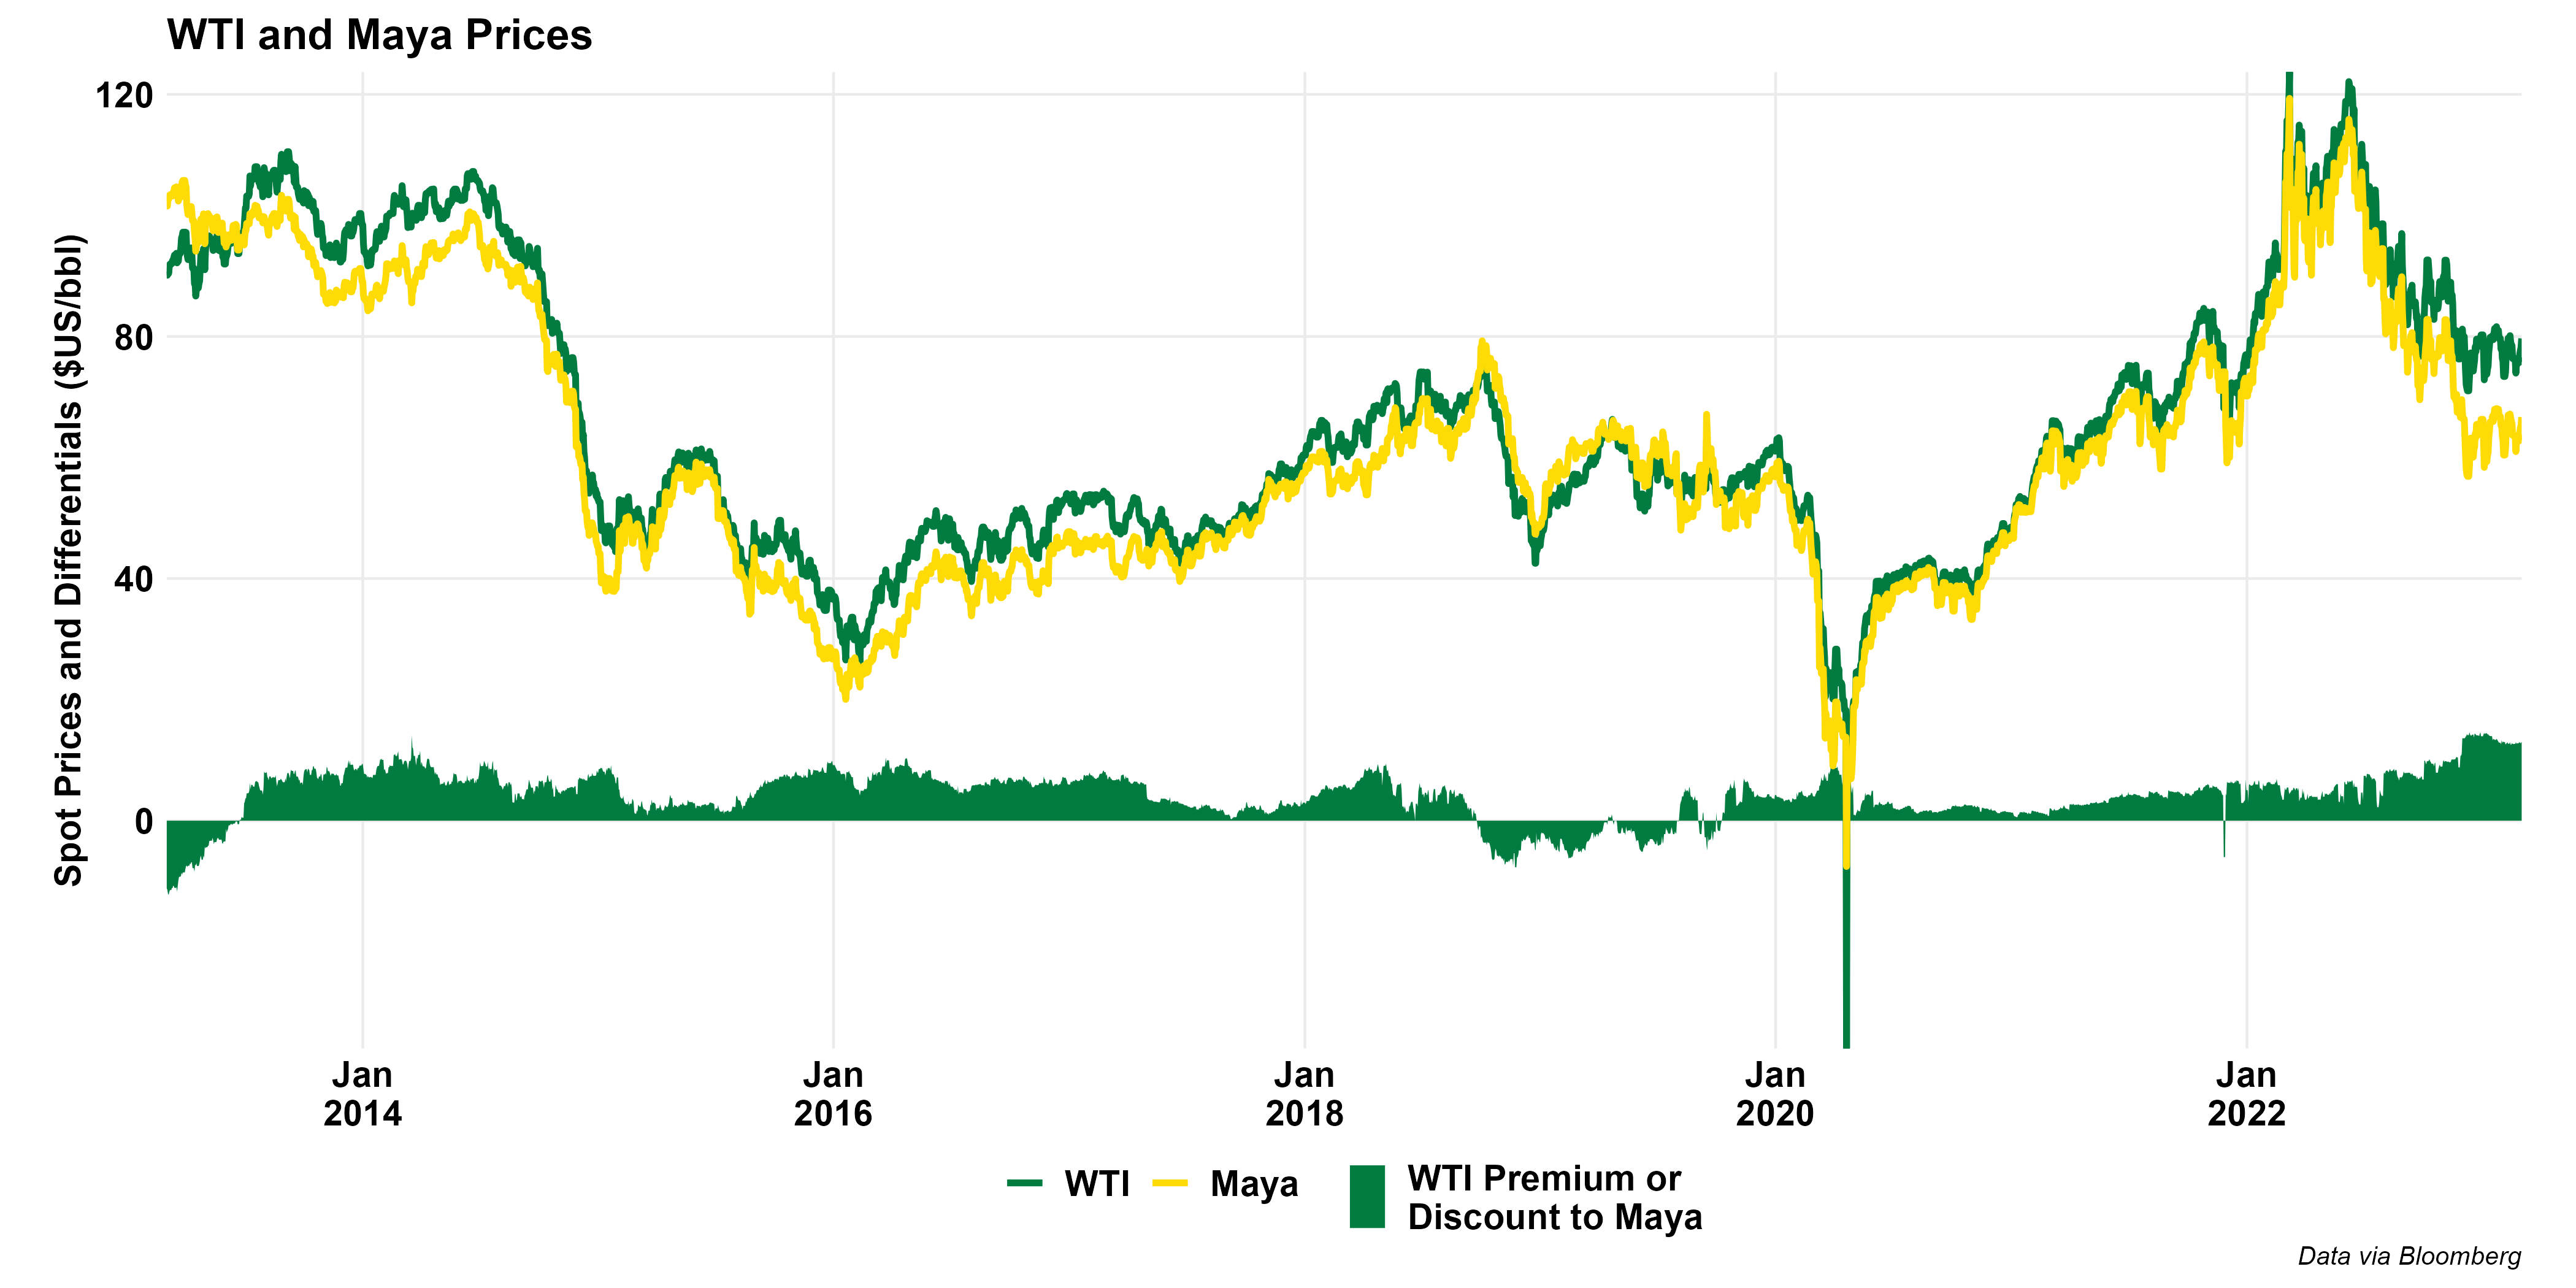 WTI and Maya Prices
Spot Prices and Differentials ($US/bbl)
120
80
40
0
Jan
2014
Jan
2016
Jan
2018
Jan
2020
Jan
2022
WTI
Maya
WTI Premium or
Discount to Maya
Data via Bloomberg